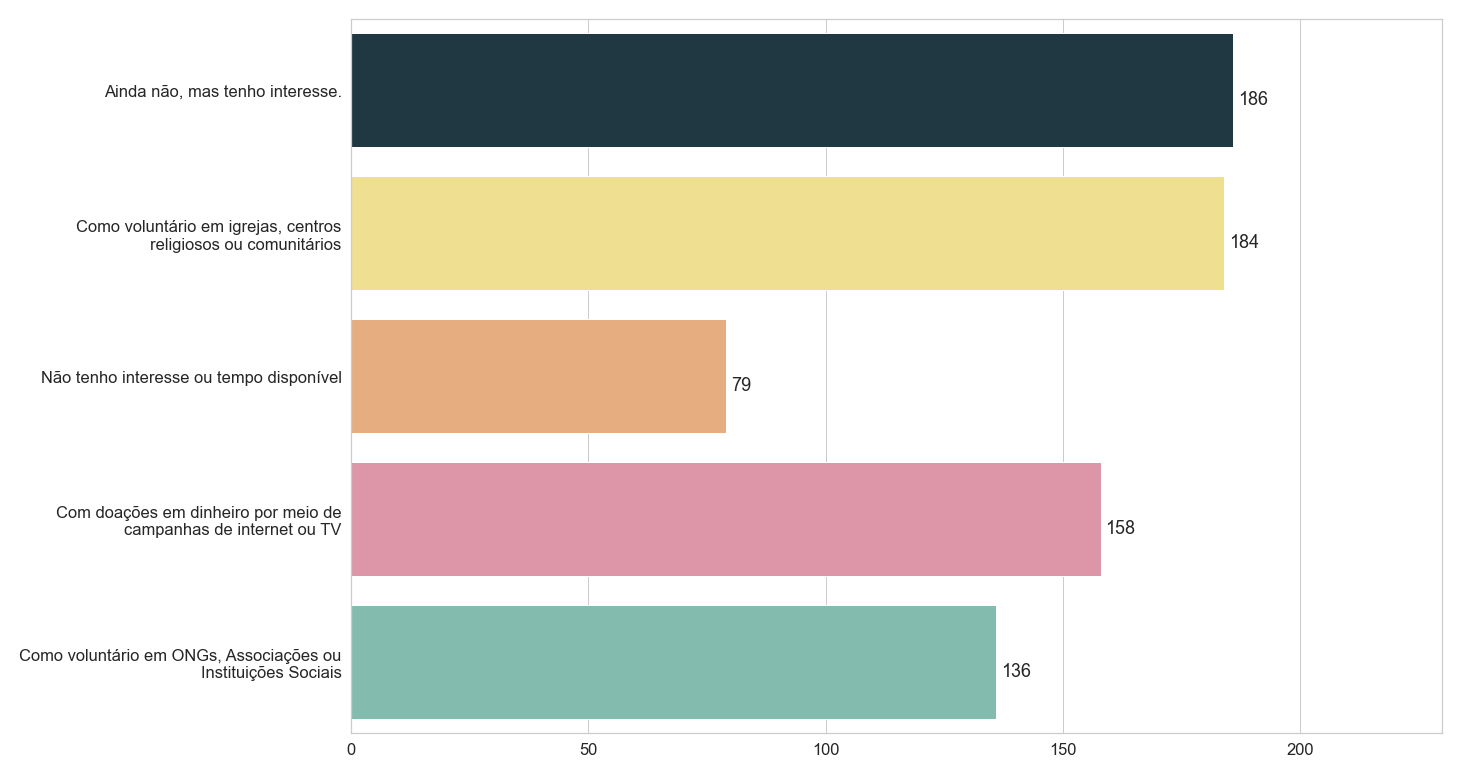 Ainda não, mas tenho interesse.
186
Como voluntário em igrejas, centros
religiosos ou comunitários
184
Não tenho interesse ou tempo disponível
79
Com doações em dinheiro por meio de
campanhas de internet ou TV
158
Como voluntário em ONGs, Associações ou
Instituições Sociais
136
0 50 100 150 200